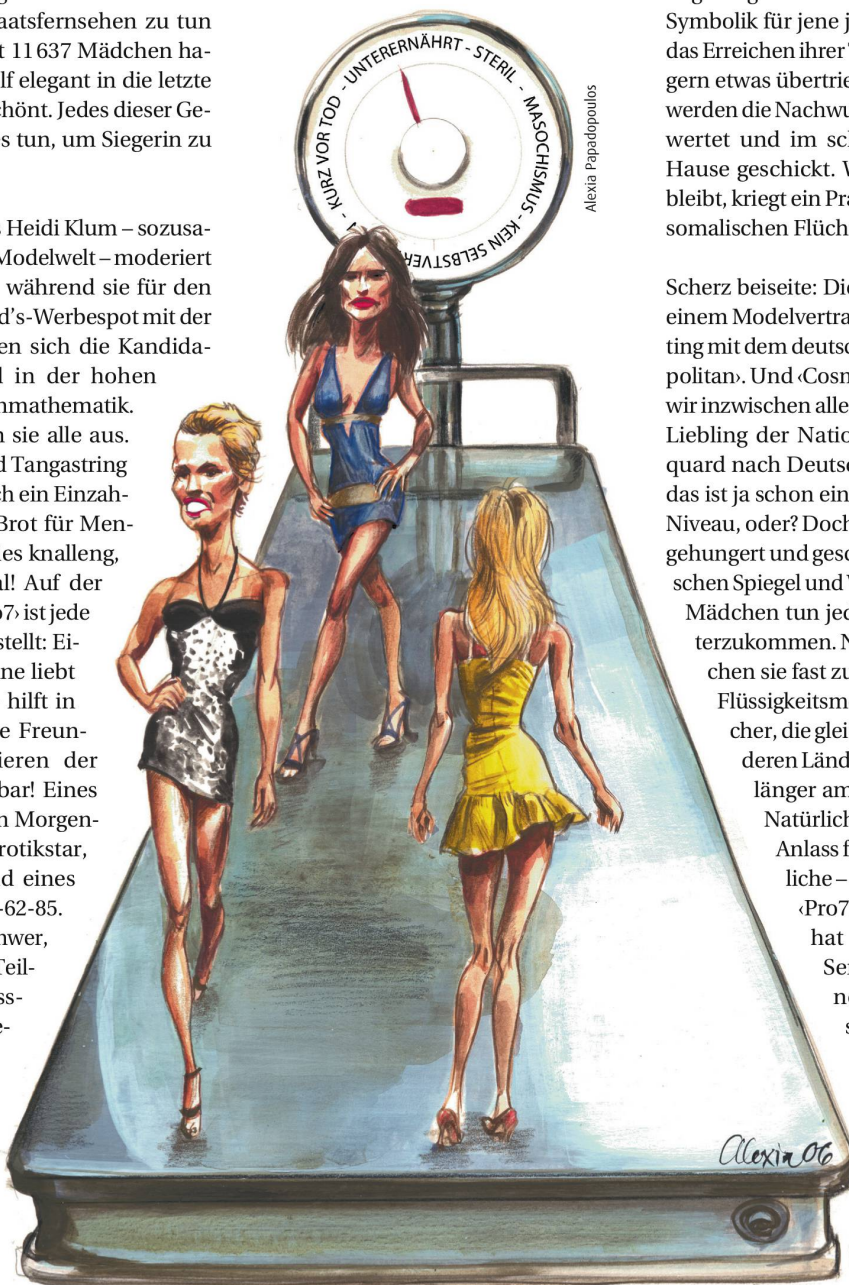 aatsfernsehen zu tun
t 11 637 Mädchen ha-
lf elegant in die letzte
chönt. Jedes dieser Ge-
s tun, um Siegerin zu
s Heidi Klum – sozusa-
Modelwelt – moderiert
während sie für den
d’s-Werbespot mit der
en sich die Kandida-
l in der hohen
nmathematik.
n sie alle aus.
d Tangastring
ch ein Einzah-
Brot für Men-
les knalleng,
al! Auf der
o7› ist jede
stellt: Ei-
ne liebt
hilft in
e Freun-
ieren der
bar! Eines
n Morgen-
rotikstar,
d eines
-62-85.
hwer,
Teil-
ss-
e-
KURZ VOR TOD - UNTERERNÄHRT - STERIL - MASOCHISMUS - KEIN SELBSTVER
Alexia Papadopoulos
Symbolik für jene j
das Erreichen ihrer
gern etwas übertrie
werden die Nachwu
wertet und im sch
Hause geschickt. W
bleibt, kriegt ein Pra
somalischen Flüch
Scherz beiseite: Die
einem Modelvertra
ting mit dem deutsc
politan›. Und ‹Cosm
wir inzwischen alle
Liebling der Natio
quard nach Deutsc
das ist ja schon ein
Niveau, oder? Doch
gehungert und gesc
schen Spiegel und
Mädchen tun jed
terzukommen. N
chen sie fast zu
Flüssigkeitsm
cher, die glei
deren Länd
länger am
Natürlich
Anlass f
liche –
‹Pro7
hat
Ser
ne
s
Alexia 06